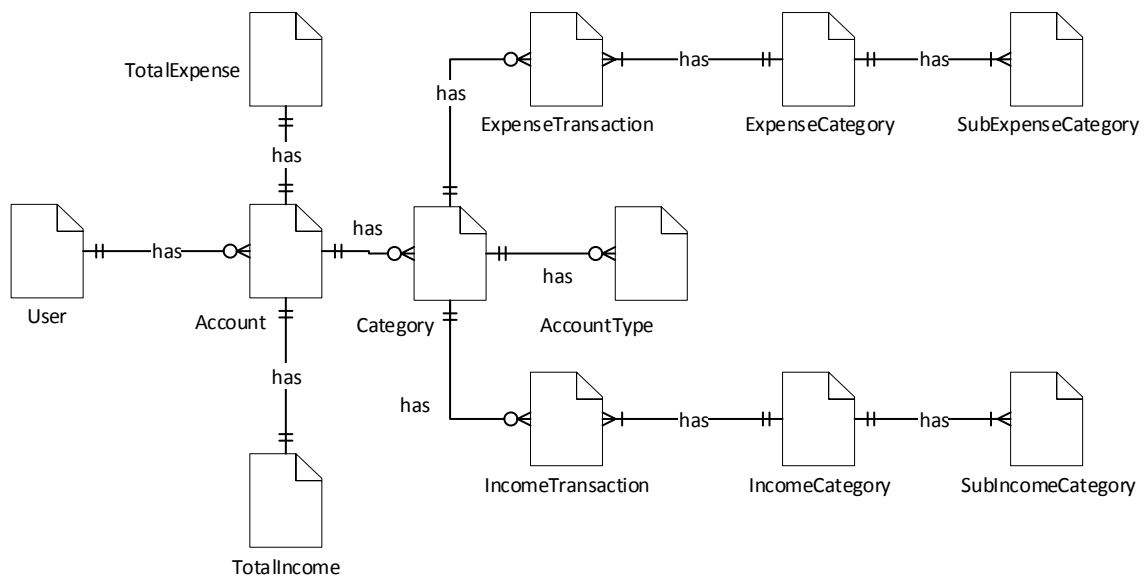 TotalExpense
has
has
has
ExpenseTransaction
ExpenseCategory
SubExpenseCategory
has
has
has
has
User
Account
Category
AccountType
has
has
has
has
IncomeTransaction
IncomeCategory
SubIncomeCategory
TotalIncome